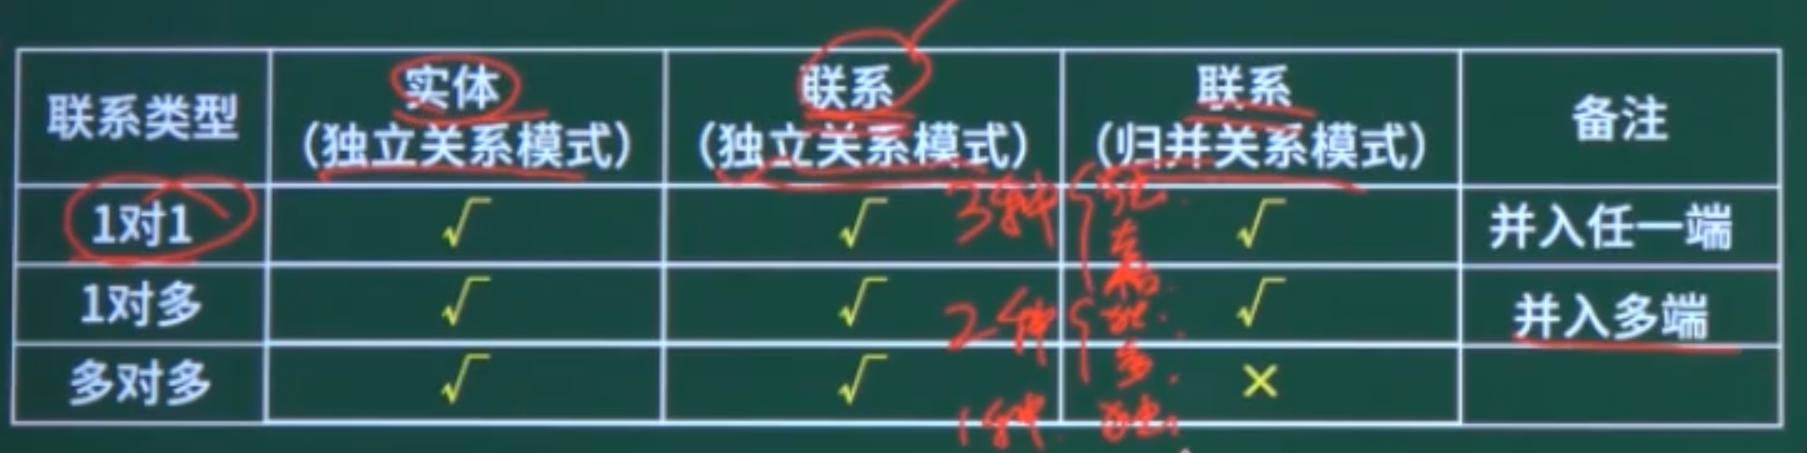 联系类型
实体
(独立关系模式)
联系
(独立关系模式)
联系
(归并关系模式)
备注
1对1
√
√
√
并入任一端
1对多
√
√
√
并入多端
多对多
√
√
×
3种
2种
多.
1种.